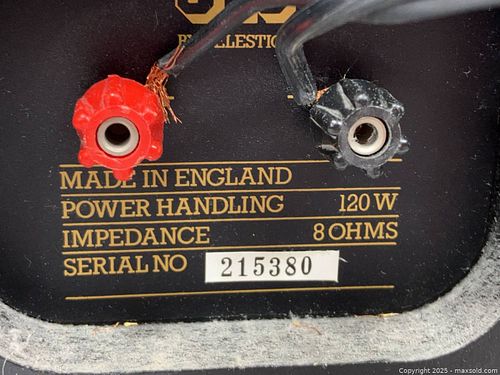 MADE IN ENGLAND
POWER HANDLING 120 W
IMPEDANCE 8 OHMS
SERIAL NO 215380
Copyright © 2025 - maxsold.com